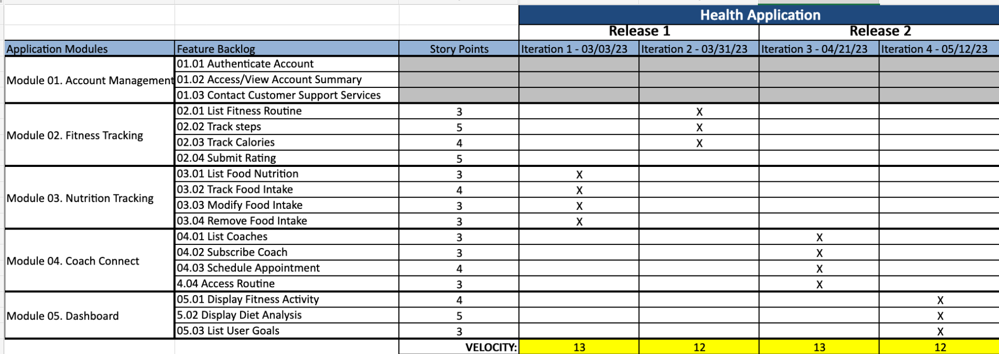 Health Application
Release 1 Release 2
Application Modules Feature Backlog Story Points Iteration 1 - 03/03/23 Iteration 2 - 03/31/23 Iteration 3 - 04/21/23 Iteration 4 - 05/12/23
Module 01. Account Management
01.01 Authenticate Account
01.02 Access/View Account Summary
01.03 Contact Customer Support Services
Module 02. Fitness Tracking
02.01 List Fitness Routine 3 X
02.02 Track steps 5 X
02.03 Track Calories 4 X
02.04 Submit Rating 5
Module 03. Nutrition Tracking
03.01 List Food Nutrition 3 X
03.02 Track Food Intake 4 X
03.03 Modify Food Intake 3 X
03.04 Remove Food Intake 3 X
Module 04. Coach Connect
04.01 List Coaches 3 X
04.02 Subscribe Coach 3 X
04.03 Schedule Appointment 4 X
4.04 Access Routine 3 X
Module 05. Dashboard
05.01 Display Fitness Activity 4 X
5.02 Display Diet Analysis 5 X
05.03 List User Goals 3 X
VELOCITY: 13 12 13 12